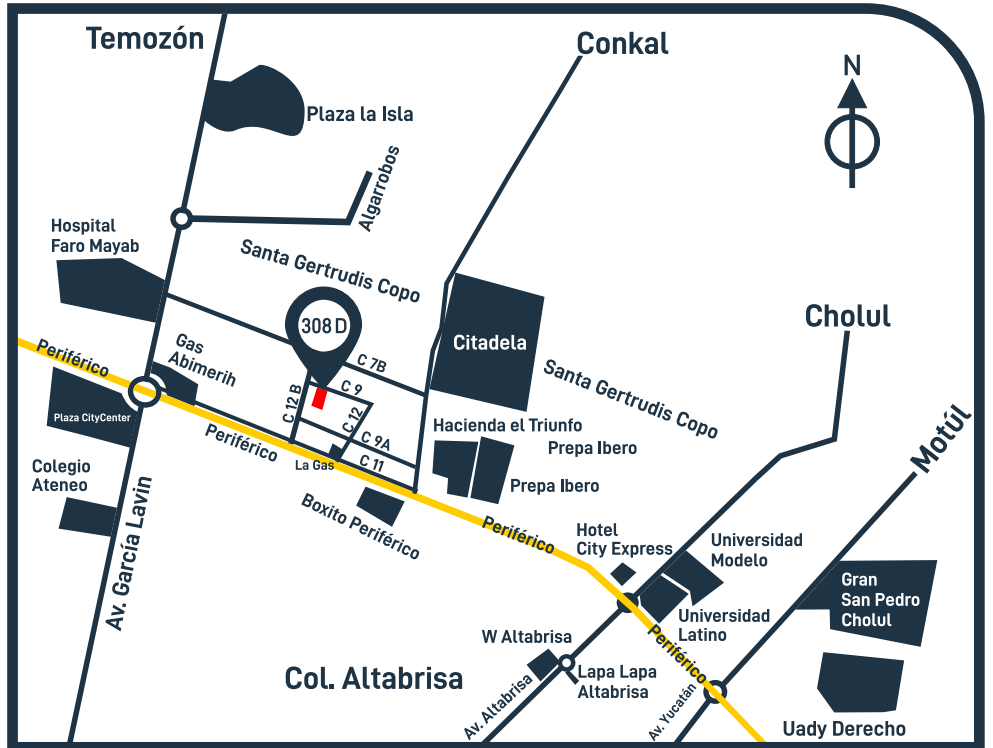 Temozón
Conkal
N
Plaza la Isla
Algarrobos
Hospital
Faro Mayab
Santa Gertrudis Copo
308 D
Cholul
Citadela
Periférico
Gas
Abimerih
C 7B
Santa Gertrudis Copo
C 9
C 12 B
C 12
Plaza CityCenter
Periférico
C 9A
Hacienda el Triunfo
Prepa Ibero
Motúl
La Gas
C 11
Colegio
Ateneo
Prepa Ibero
Boxito Periférico
Periférico
Av. García Lavin
Hotel
City Express
Universidad
Modelo
Gran
San Pedro
Cholul
Universidad
Latino
W Altabrisa
Periférico
Col. Altabrisa
Lapa Lapa
Altabrisa
Av. Altabrisa
Av. Yucatán
Uady Derecho